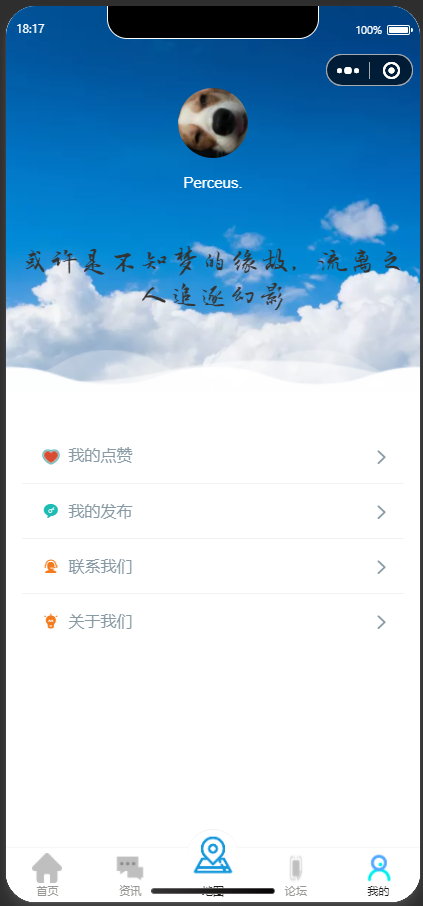 18:17
100%
Perceus.
或许是不知梦的缘故，流离之
人追逐幻影
我的点赞
我的发布
联系我们
关于我们
首页
资讯
地图
论坛
我的